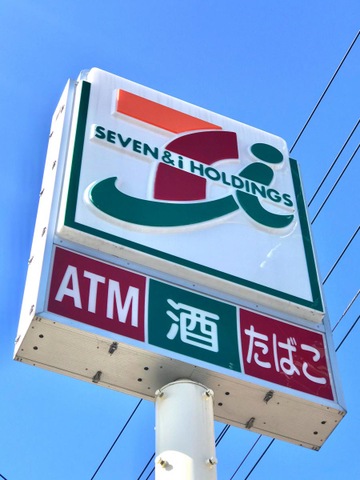 SEVEN & i HOLDINGS
ATM 酒 たばこ